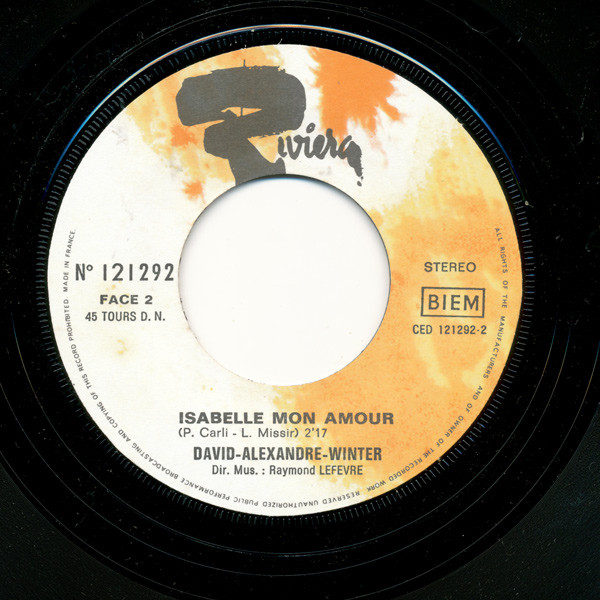 Riviera
Nº 121292
FACE 2
45 TOURS D. N.
STEREO
BIEM
CED 121292-2
ISABELLE MON AMOUR
(P. Carli - L. Missir) 2'17
DAVID-ALEXANDRE-WINTER
Dir. Mus. : Raymond LEFEVRE
ALL RIGHTS OF THE MANUFACTURERS AND OF OWNER OF THE RECORDED WORK RESERVED UNAUTHORIZED PUBLIC PERFORMANCE BROADCASTING AND COPYING OF THIS RECORD PROHIBITED. MADE IN FRANCE